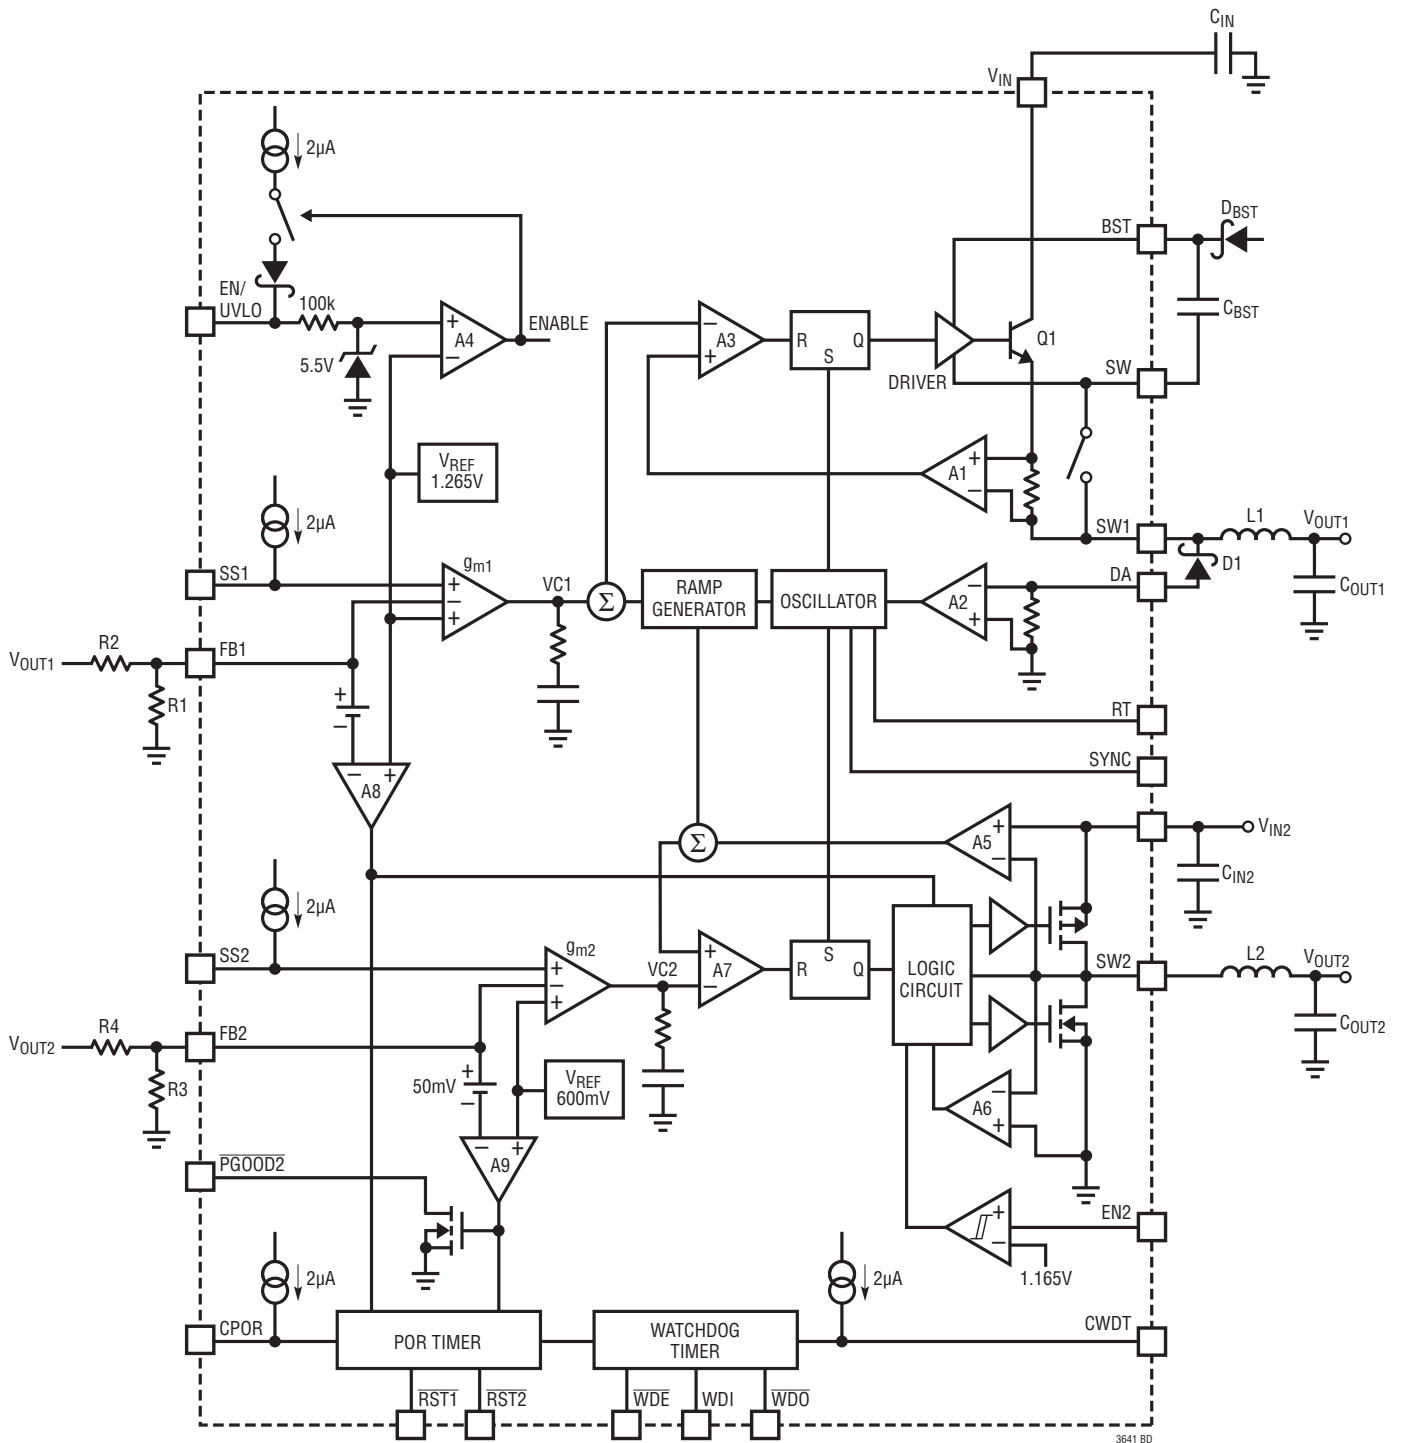 C_IN
V_IN
2µA
D_BST
BST
EN/
UVLO
100k
C_BST
+
A4
−
ENABLE
−
A3
+
R
Q
S
Q1
5.5V
DRIVER
SW
V_REF
1.265V
+
A1
−
2µA
SW1
L1
V_OUT1
g_m1
SS1
+
−
+
VC1
Σ
RAMP
GENERATOR
OSCILLATOR
−
A2
+
DA
D1
C_OUT1
R2
FB1
V_OUT1
R1
+
−
RT
SYNC
−
+
A8
Σ
+
A5
−
V_IN2
C_IN2
2µA
g_m2
SS2
+
−
+
VC2
+
A7
−
S
R
Q
LOGIC
CIRCUIT
SW2
L2
V_OUT2
R4
FB2
V_OUT2
C_OUT2
R3
50mV
+
−
V_REF
600mV
−
A6
+
−
+
A9
PGOOD2
+
−
EN2
2µA
2µA
1.165V
CPOR
POR TIMER
WATCHDOG
TIMER
CWDT
RST1
RST2
WDE
WDI
WDO
3641 BD